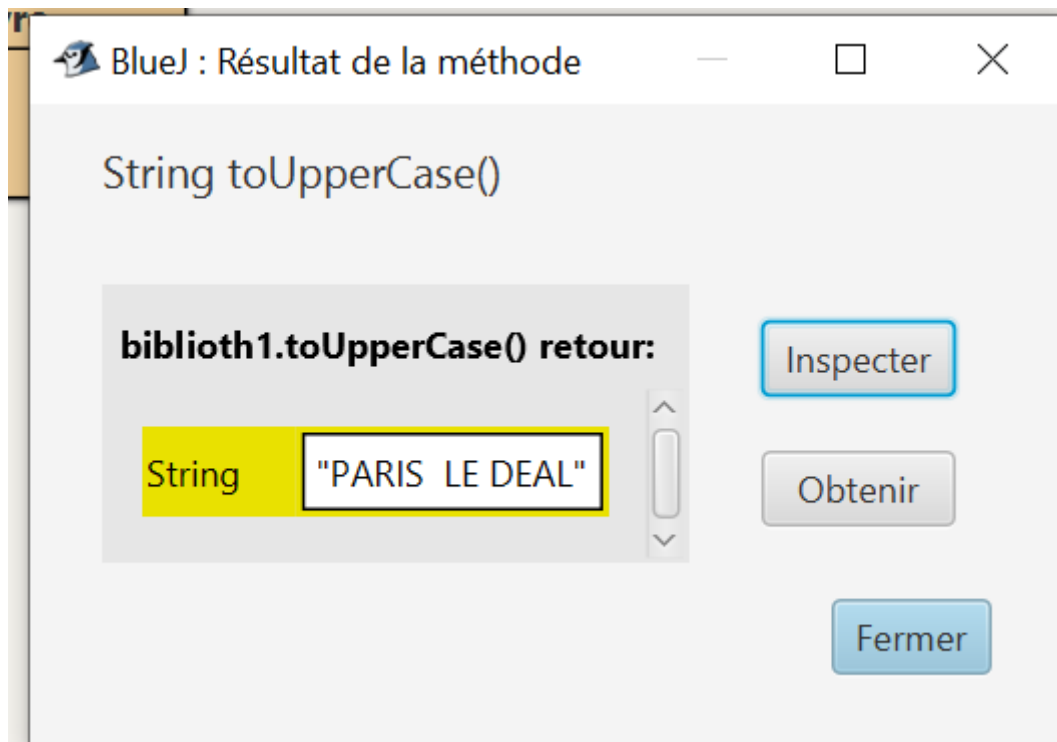 BlueJ : Résultat de la méthode
String toUpperCase()
biblioth1.toUpperCase() retour:
Inspecter
String "PARIS  LE DEAL"
Obtenir
Fermer